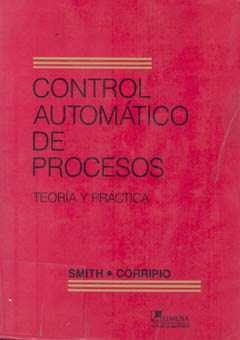 CONTROL
AUTOMÁTICO
DE
PROCESOS
TEORÍA Y PRÁCTICA
SMITH • CORRIPIO
LIMUSA